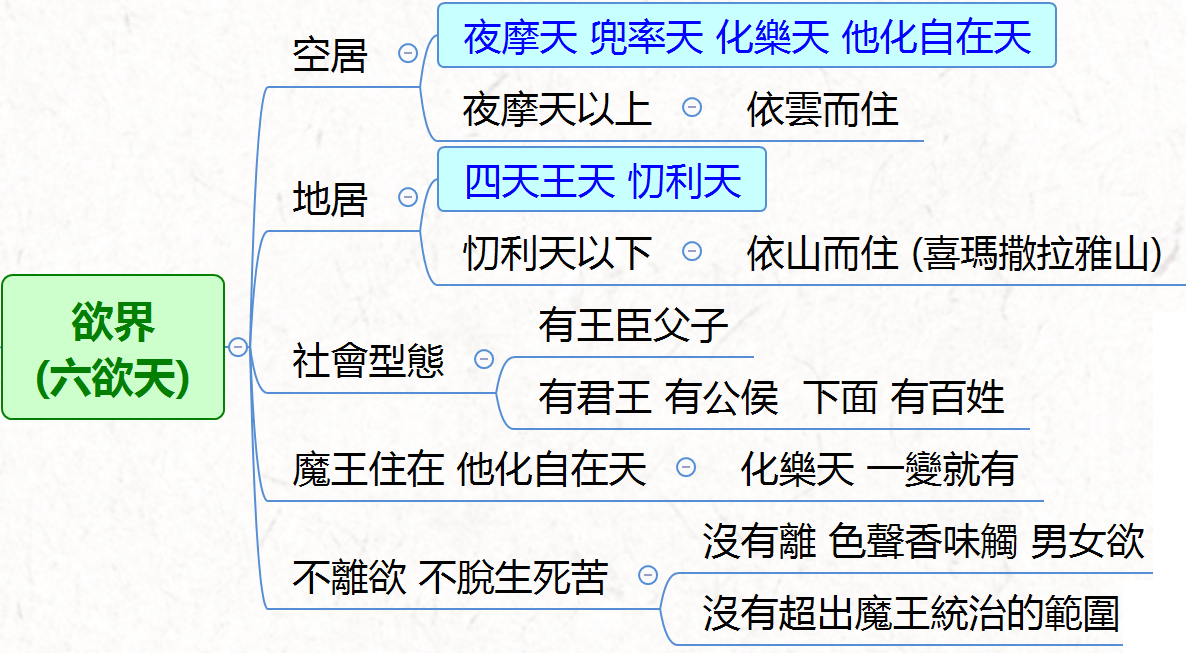 欲界
(六欲天)
空居
夜摩天 兜率天 化樂天 他化自在天
夜摩天以上
依雲而住
地居
四天王天 忉利天
忉利天以下
依山而住 (喜瑪撒拉雅山)
社會型態
有王臣父子
有君王 有公侯 下面 有百姓
魔王住在 他化自在天
化樂天 一變就有
不離欲 不脫生死苦
沒有離 色聲香味觸 男女欲
沒有超出魔王統治的範圍